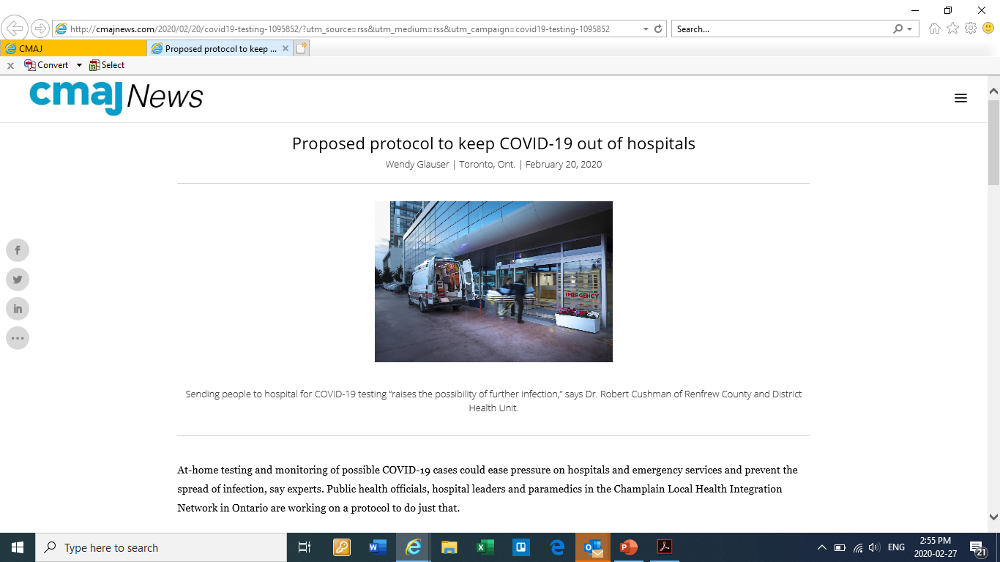 http://cmajnews.com/2020/02/20/covid19-testing-1095852/?utm_source=rss&utm_medium=rss&utm_campaign=covid19-testing-1095852
Search...
CMAJ
Proposed protocol to keep ...
x Convert Select
cmaj News
Proposed protocol to keep COVID-19 out of hospitals
Wendy Glauser | Toronto, Ont. | February 20, 2020
EMERGENCY
Sending people to hospital for COVID-19 testing “raises the possibility of further infection,” says Dr. Robert Cushman of Renfrew County and District
Health Unit.
At-home testing and monitoring of possible COVID-19 cases could ease pressure on hospitals and emergency services and prevent the
spread of infection, say experts. Public health officials, hospital leaders and paramedics in the Champlain Local Health Integration
Network in Ontario are working on a protocol to do just that.
Type here to search
ENG
2:55 PM
2020-02-27
21